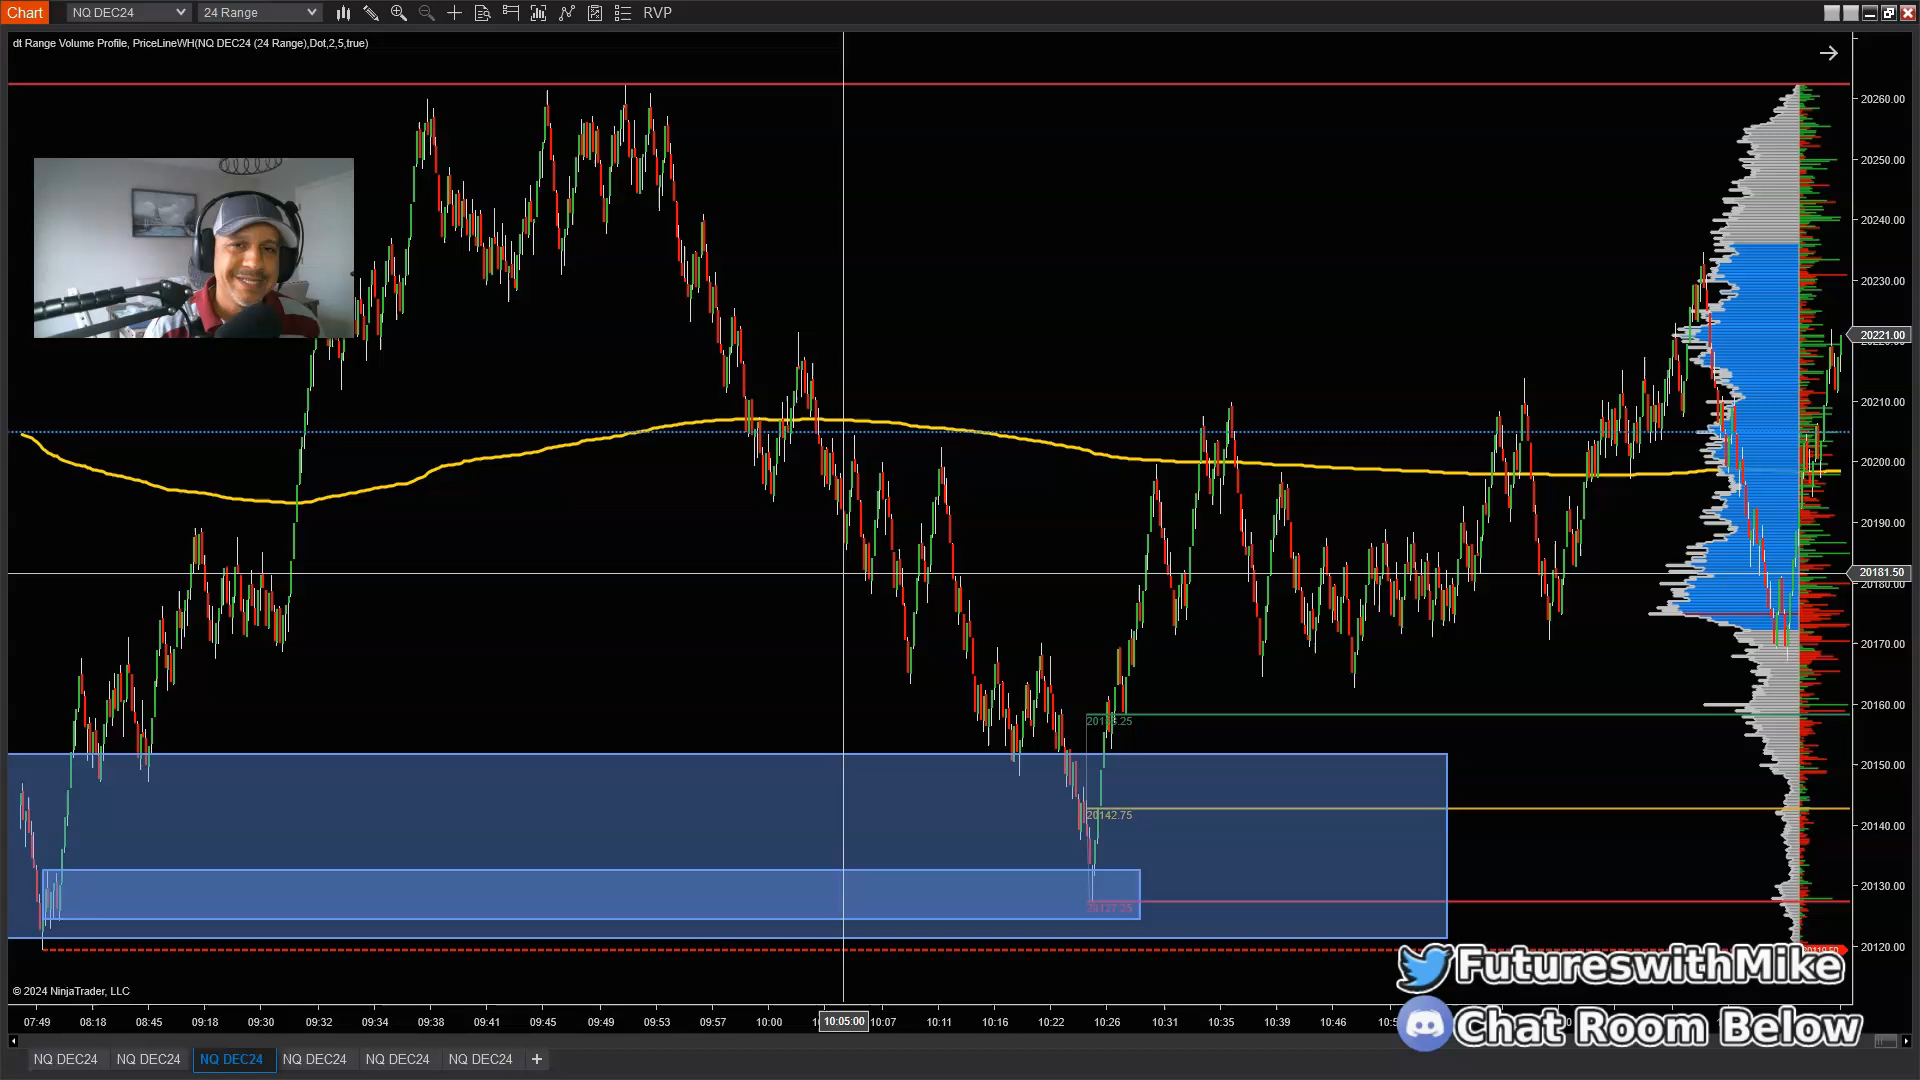 Chart NQ DEC24 24 Range RVP
dt Range Volume Profile, PriceLineWH(NQ DEC24 (24 Range),Dot,2,5,true)
20260.00
20250.00
20240.00
20230.00
20221.00
20210.00
20200.00
20190.00
20181.50
20180.00
20170.00
20160.00
20150.00
20142.75
20140.00
20130.00
20127.25
20120.00
20119.50
FutureswithMike
© 2024 NinjaTrader, LLC
07:49 08:18 08:45 09:18 09:30 09:32 09:34 09:38 09:41 09:45 09:49 09:53 09:57 10:00 10:05:00 10:07 10:11 10:16 10:22 10:26 10:31 10:35 10:39 10:46
Chat Room Below
NQ DEC24 NQ DEC24 NQ DEC24 NQ DEC24 NQ DEC24 NQ DEC24 +